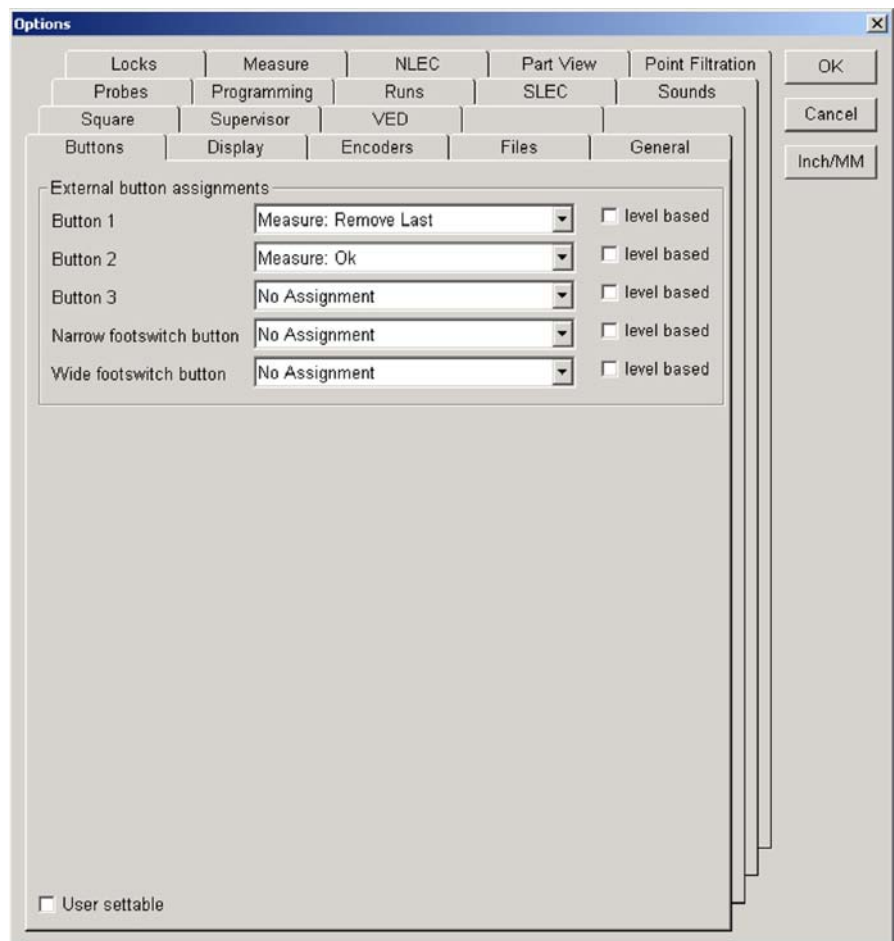 Options
Locks Measure NLEC Part View Point Filtration OK
Probes Programming Runs SLEC Sounds
Square Supervisor VED Cancel
Buttons Display Encoders Files General
Inch/MM
External button assignments
Button 1 Measure: Remove Last level based
Button 2 Measure: Ok level based
Button 3 No Assignment level based
Narrow footswitch button No Assignment level based
Wide footswitch button No Assignment level based
User settable